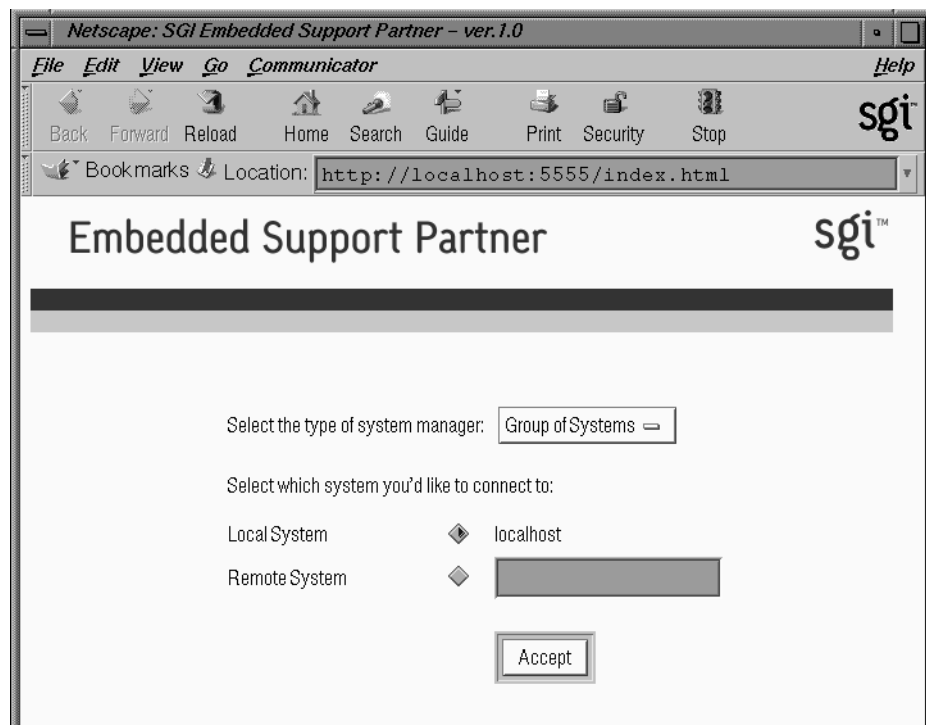 Netscape: SGI Embedded Support Partner – ver.1.0
File Edit View Go Communicator Help
Back Forward Reload Home Search Guide Print Security Stop
sgi™
Bookmarks Location: http://localhost:5555/index.html
Embedded Support Partner sgi™
Select the type of system manager: Group of Systems
Select which system you'd like to connect to:
Local System localhost
Remote System
Accept